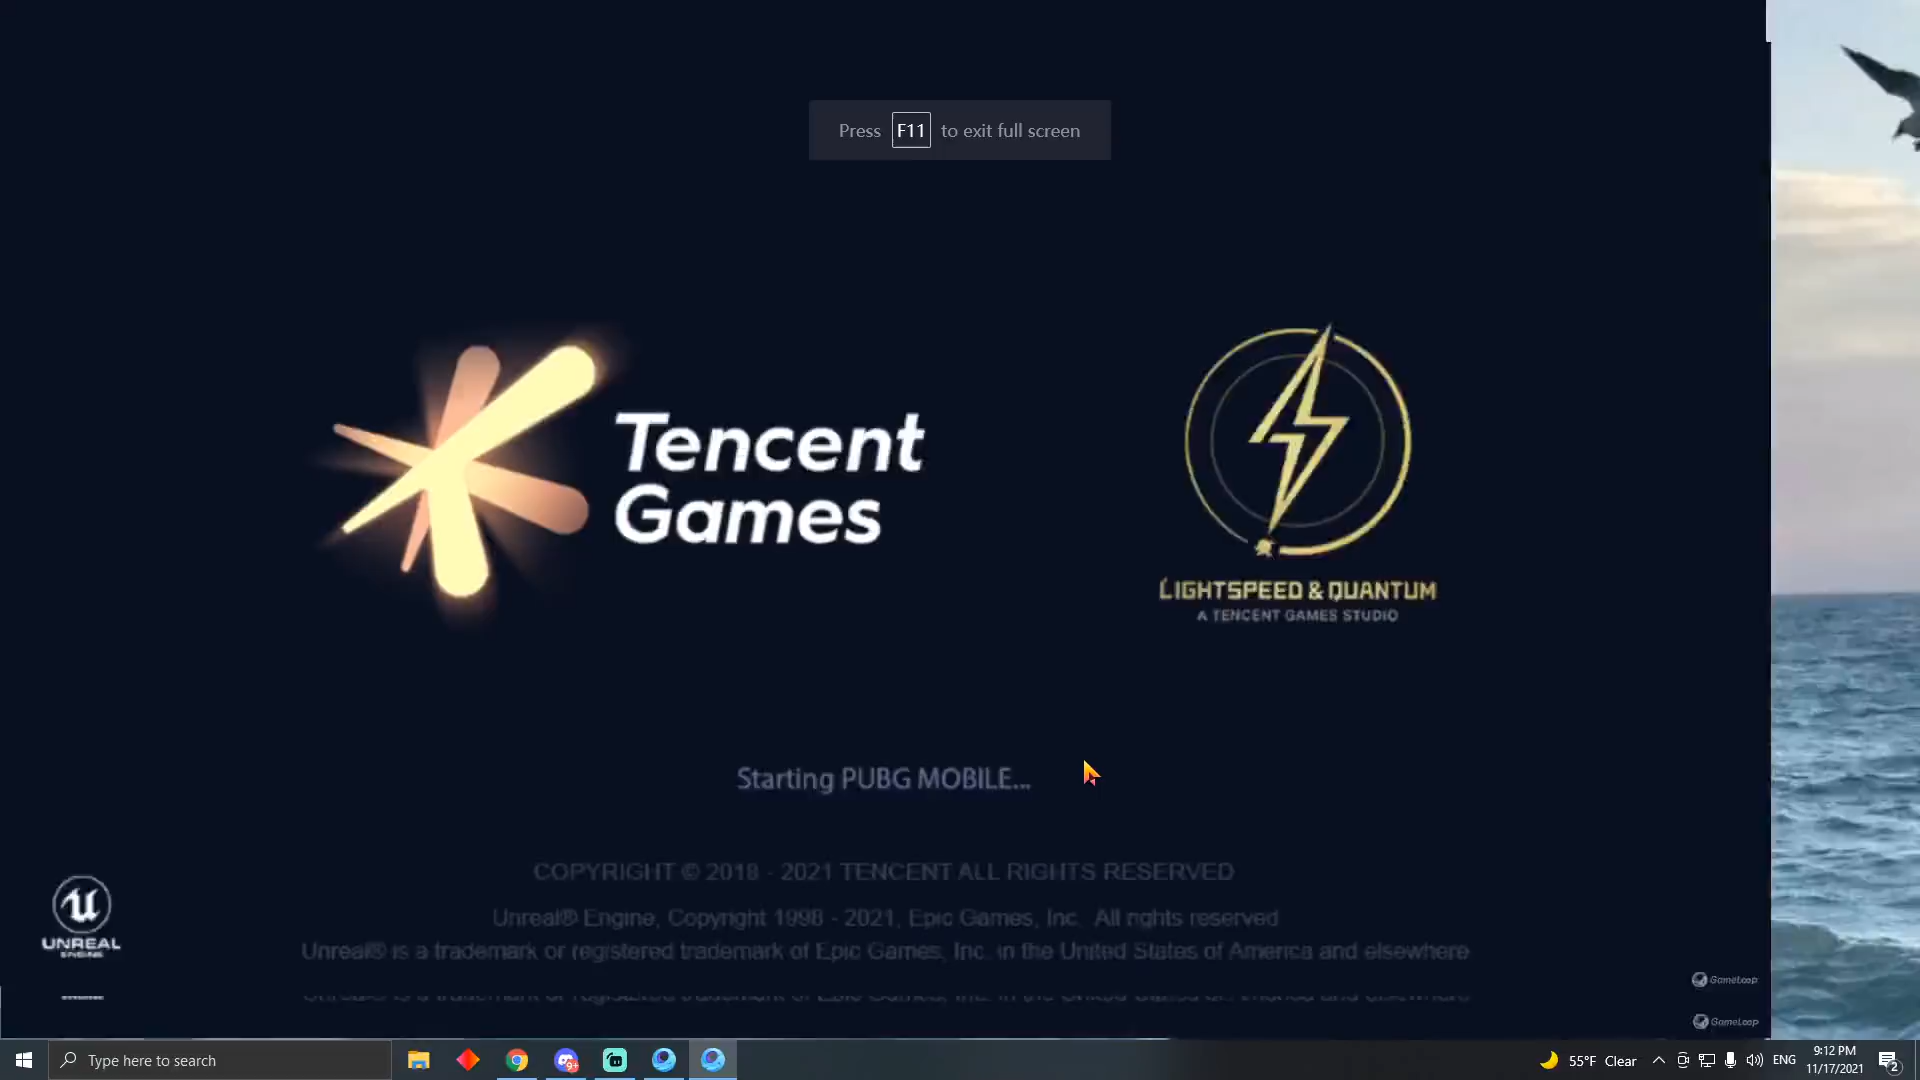 Press F11 to exit full screen
Tencent
Games
LIGHTSPEED & QUANTUM
A TENCENT GAMES STUDIO
Starting PUBG MOBILE...
COPYRIGHT © 2018 - 2021 TENCENT ALL RIGHTS RESERVED
Unreal® Engine, Copyright 1998 - 2021, Epic Games, Inc. All rights reserved
Unreal® is a trademark or registered trademark of Epic Games, Inc. in the United States of America and elsewhere
UNREAL
ENGINE
GameLoop
GameLoop
Type here to search
9+
55°F Clear
ENG
9:12 PM
11/17/2021
2